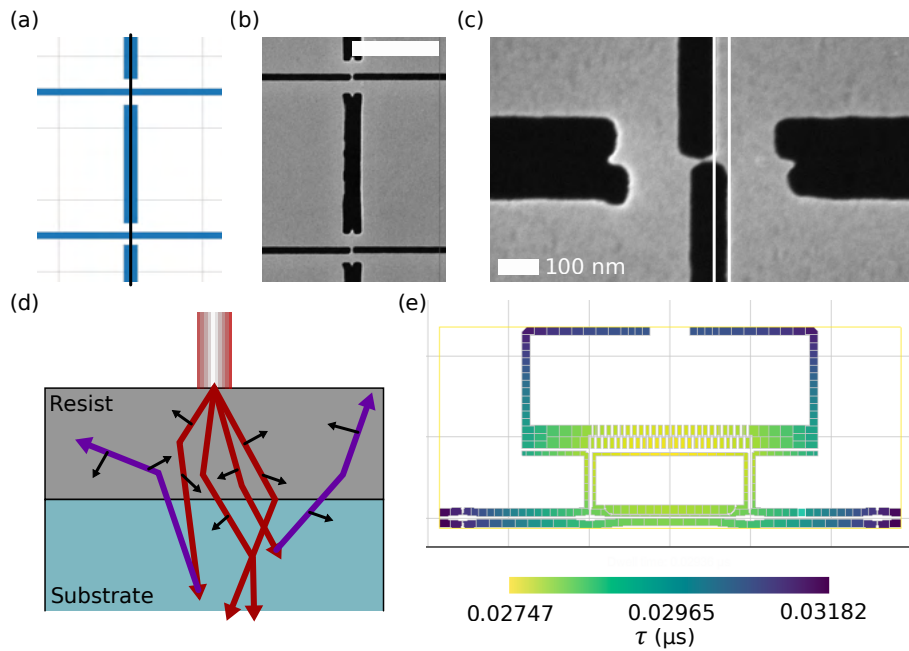 (a)
(b)
(c)
100 nm
(d)
Resist
Substrate
(e)
0.02747
0.02965
0.03182
τ (μs)